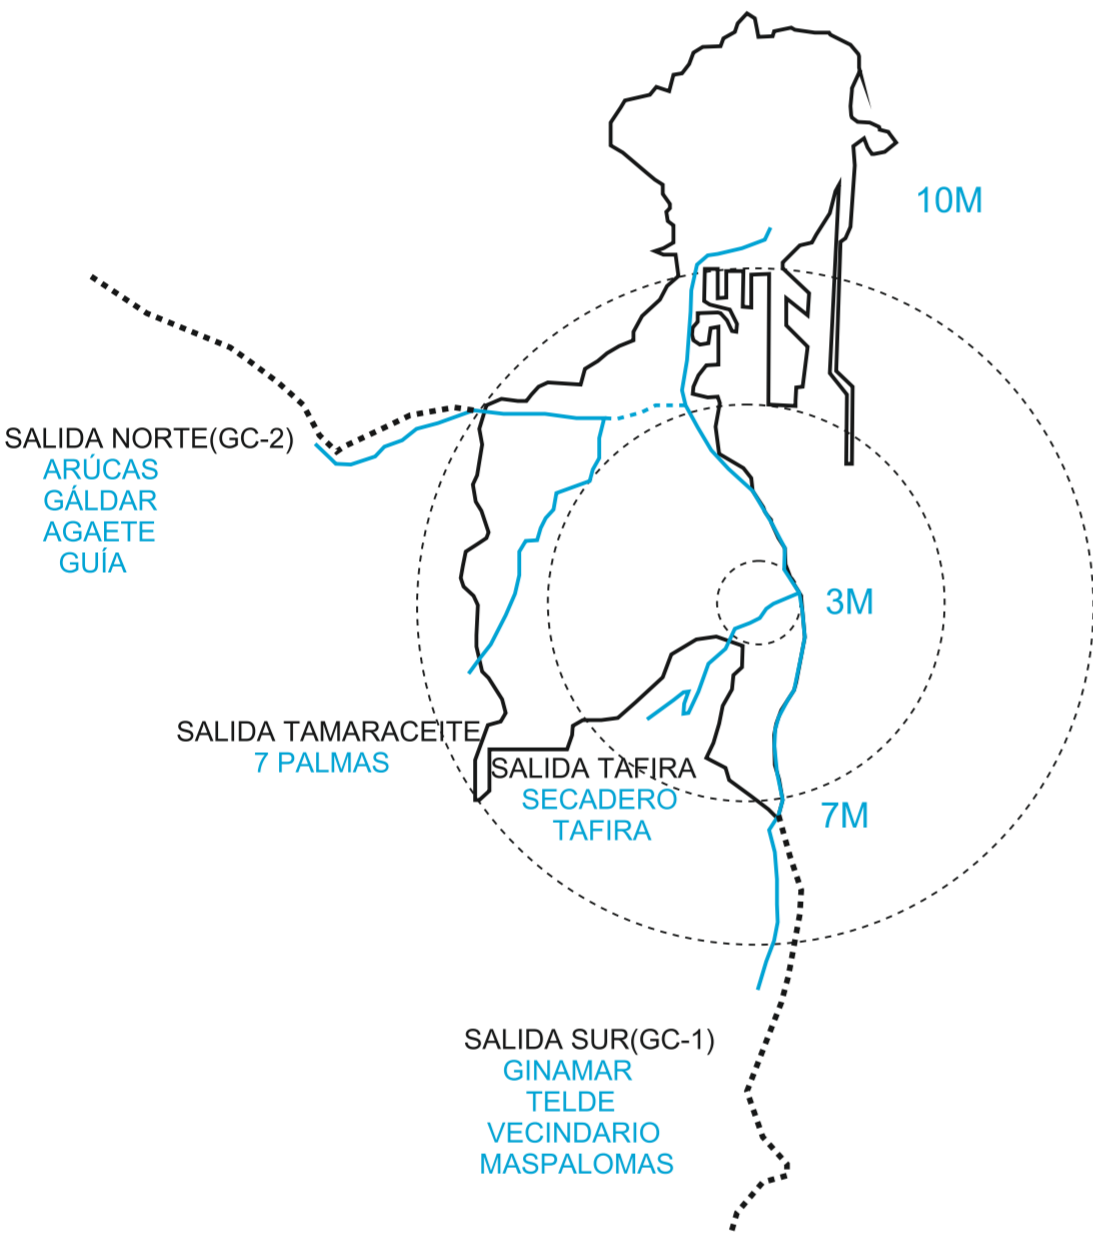 10M
SALIDA NORTE(GC-2)
ARÚCAS
GÁLDAR
AGAETE
GUÍA
3M
SALIDA TAMARACEITE
7 PALMAS
SALIDA TAFIRA
SECADERO
TAFIRA
7M
SALIDA SUR(GC-1)
GINAMAR
TELDE
VECINDARIO
MASPALOMAS